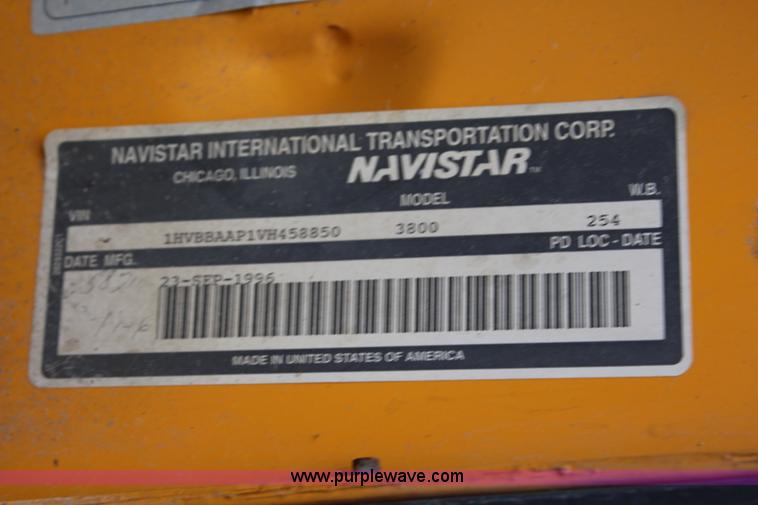 NAVISTAR INTERNATIONAL TRANSPORTATION CORP.
CHICAGO, ILLINOIS NAVISTAR™
VIN MODEL W.B.
1HVBBAAP1VH458850 3800 254
DATE MFG. PD LOC - DATE
23-SEP-1996
MADE IN UNITED STATES OF AMERICA
www.purplewave.com